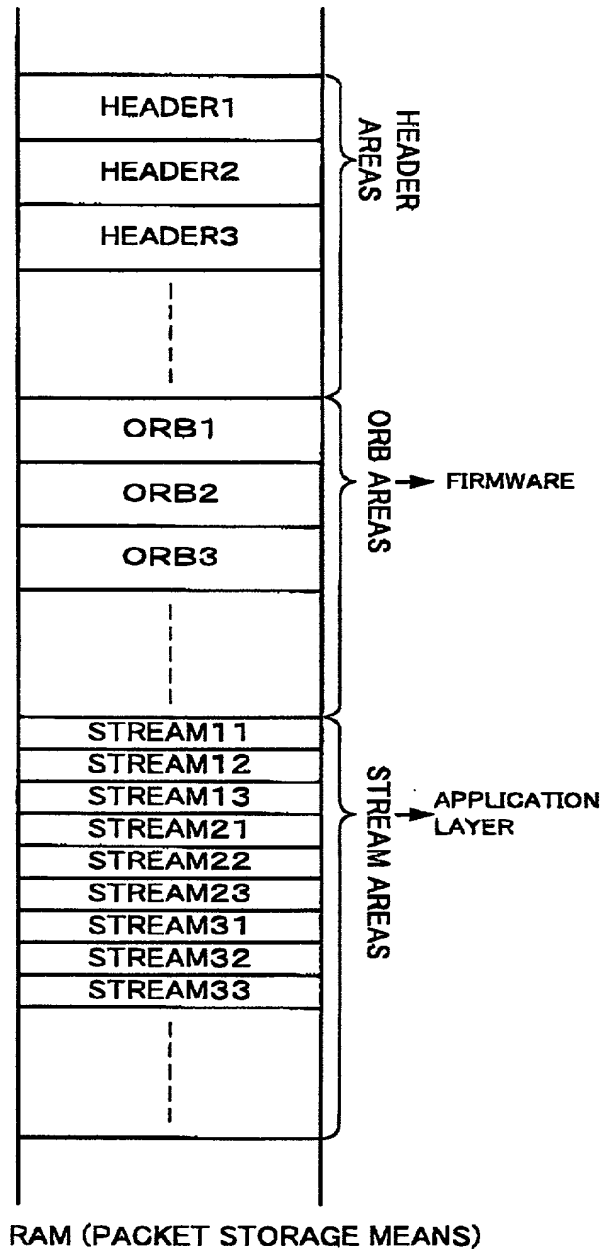 HEADER1
HEADER2
HEADER3
HEADER
AREAS
ORB1
ORB2
ORB3
ORB AREAS
FIRMWARE
STREAM11
STREAM12
STREAM13
STREAM21
STREAM22
STREAM23
STREAM31
STREAM32
STREAM33
STREAM AREAS
APPLICATION
LAYER
RAM (PACKET STORAGE MEANS)